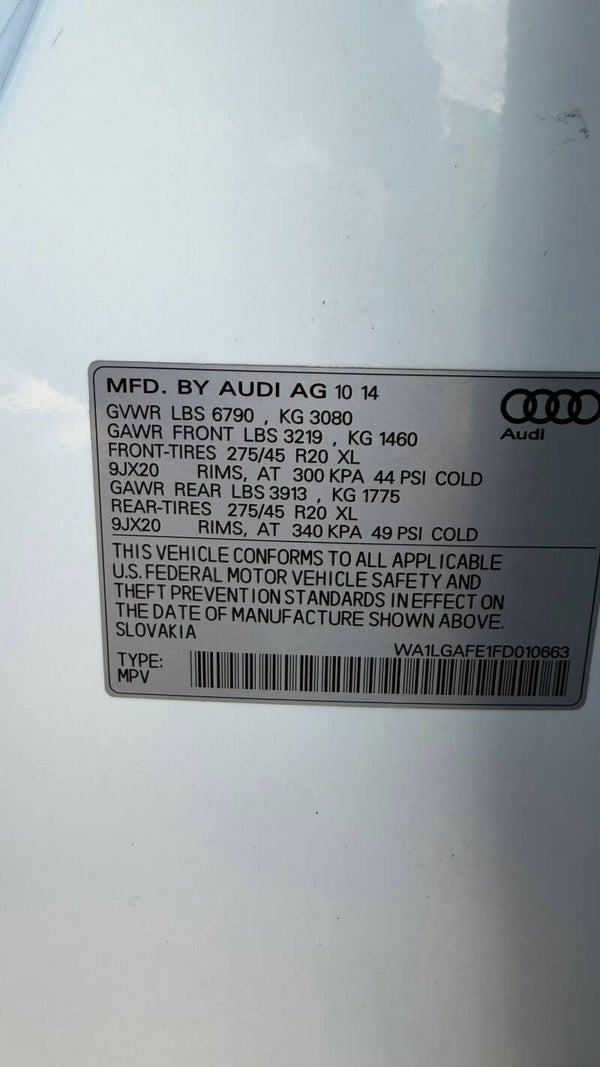 MFD. BY AUDI AG 10 14
GVWR LBS 6790 , KG 3080
GAWR FRONT LBS 3219 , KG 1460
FRONT-TIRES 275/45 R20 XL
9JX20 RIMS, AT 300 KPA 44 PSI COLD
GAWR REAR LBS 3913 , KG 1775
REAR-TIRES 275/45 R20 XL
9JX20 RIMS, AT 340 KPA 49 PSI COLD
Audi
THIS VEHICLE CONFORMS TO ALL APPLICABLE
U.S. FEDERAL MOTOR VEHICLE SAFETY AND
THEFT PREVENTION STANDARDS IN EFFECT ON
THE DATE OF MANUFACTURE SHOWN ABOVE.
SLOVAKIA
WA1LGAFE1FD010663
TYPE:
MPV